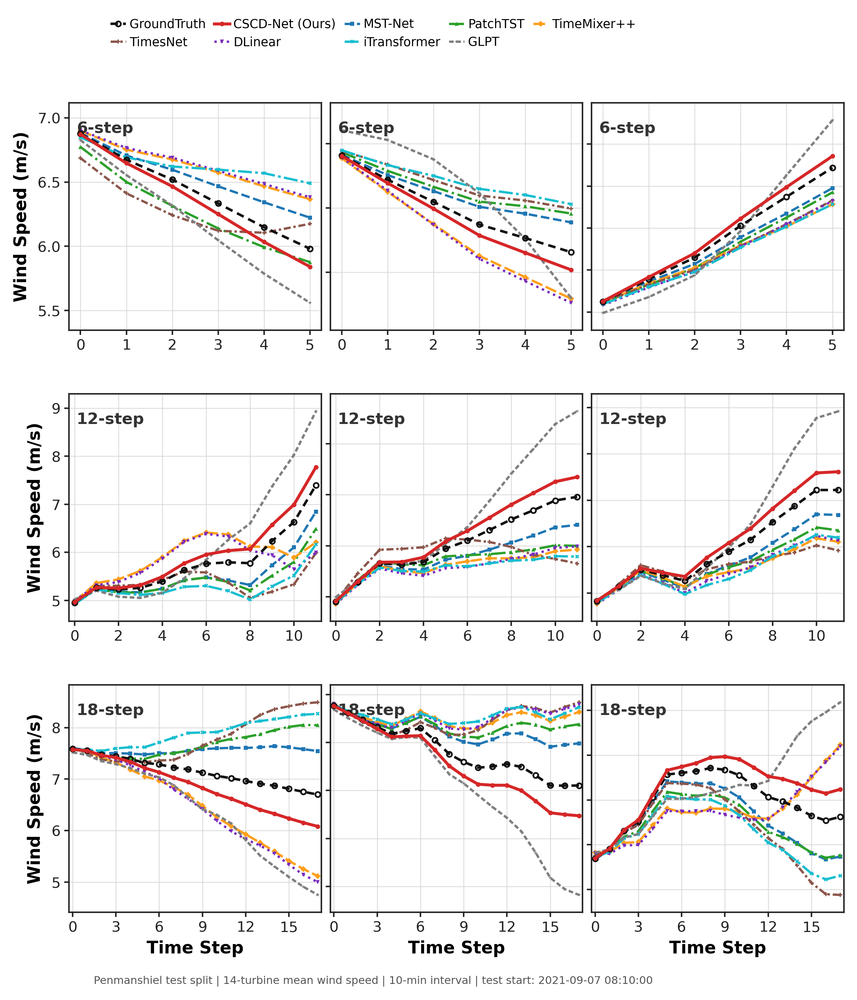 GroundTruth CSCD-Net (Ours) MST-Net PatchTST TimeMixer++
TimesNet DLinear iTransformer GLPT
Wind Speed (m/s)
7.0
6.5
6.0
5.5
6-step
6-step
6-step
0 1 2 3 4 5
0 1 2 3 4 5
0 1 2 3 4 5
Wind Speed (m/s)
9
8
7
6
5
12-step
12-step
12-step
0 2 4 6 8 10
0 2 4 6 8 10
0 2 4 6 8 10
Wind Speed (m/s)
8
7
6
5
18-step
18-step
18-step
0 3 6 9 12 15
0 3 6 9 12 15
0 3 6 9 12 15
Time Step
Time Step
Time Step
Penmanshiel test split | 14-turbine mean wind speed | 10-min interval | test start: 2021-09-07 08:10:00